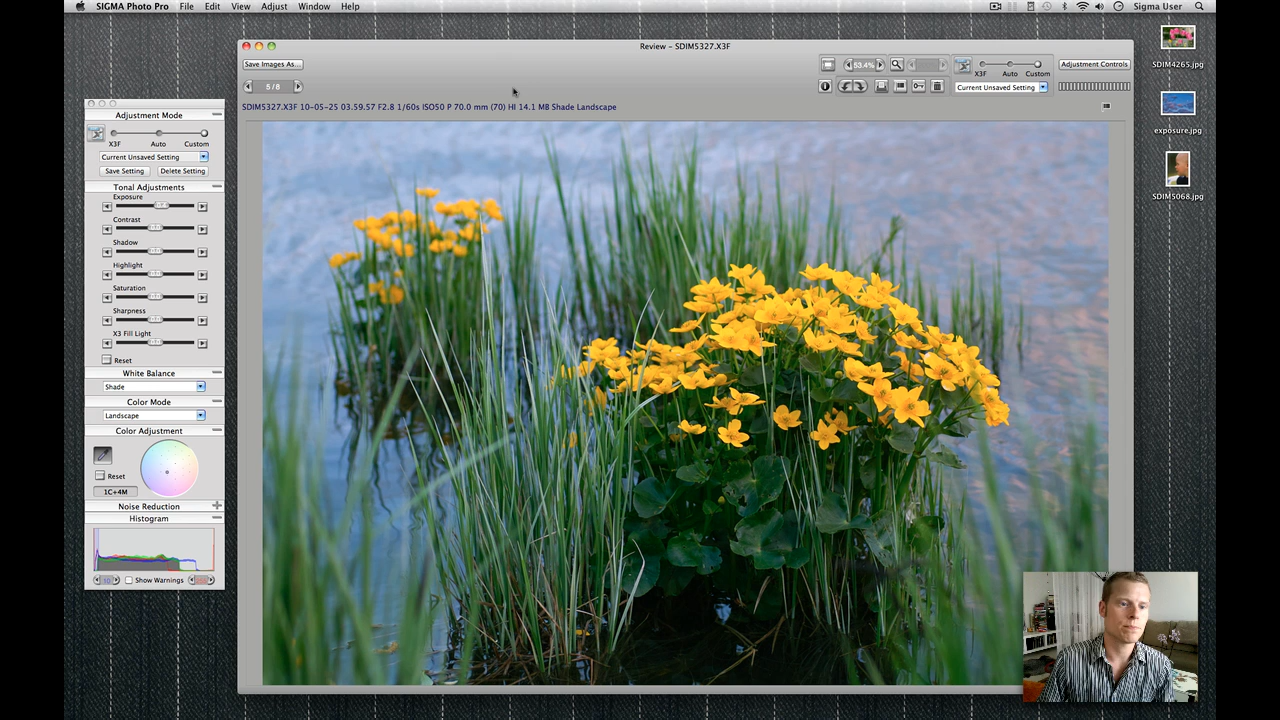 SIGMA Photo Pro File Edit View Adjust Window Help Sigma User
Review - SDIM5327.X3F
Save Images As...
53.4%
X3F Auto Custom
Adjustment Controls
5/8
Current Unsaved Setting
SDIM5327.X3F 10-05-25 03.59.57 F2.8 1/60s ISO50 P 70.0 mm (70) HI 14.1 MB Shade Landscape
Adjustment Mode
X3F Auto Custom
Current Unsaved Setting
Save Setting Delete Setting
Tonal Adjustments
Exposure
Contrast
Shadow
Highlight
Saturation
Sharpness
X3 Fill Light
Reset
White Balance
Shade
Color Mode
Landscape
Color Adjustment
Reset
1C+4M
Noise Reduction
Histogram
Show Warnings
SDIM4265.jpg
exposure.jpg
SDIM5068.jpg